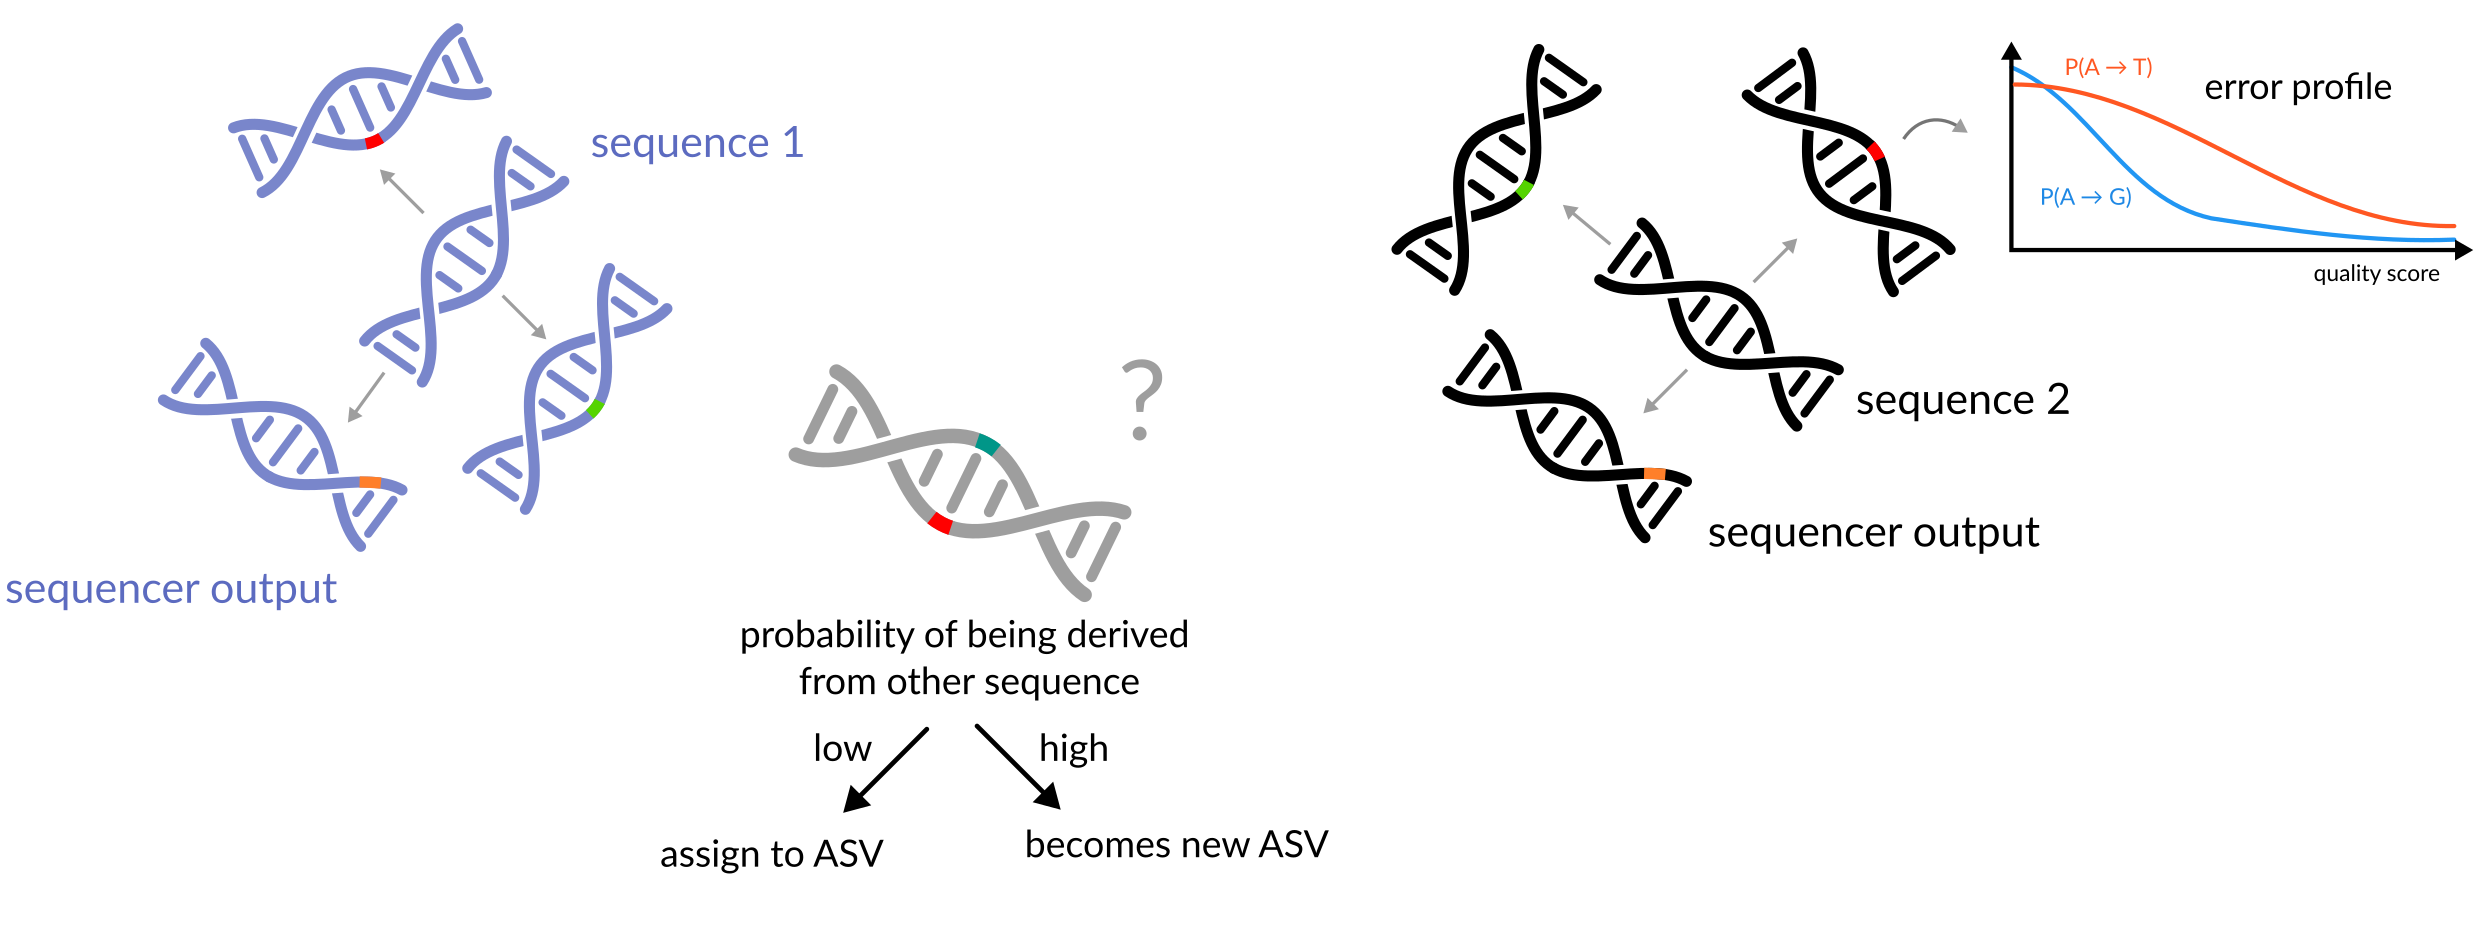 sequence 1
sequencer output
?
probability of being derived
from other sequence
low
high
assign to ASV
becomes new ASV
sequence 2
sequencer output
P(A → T)
error profile
P(A → G)
quality score